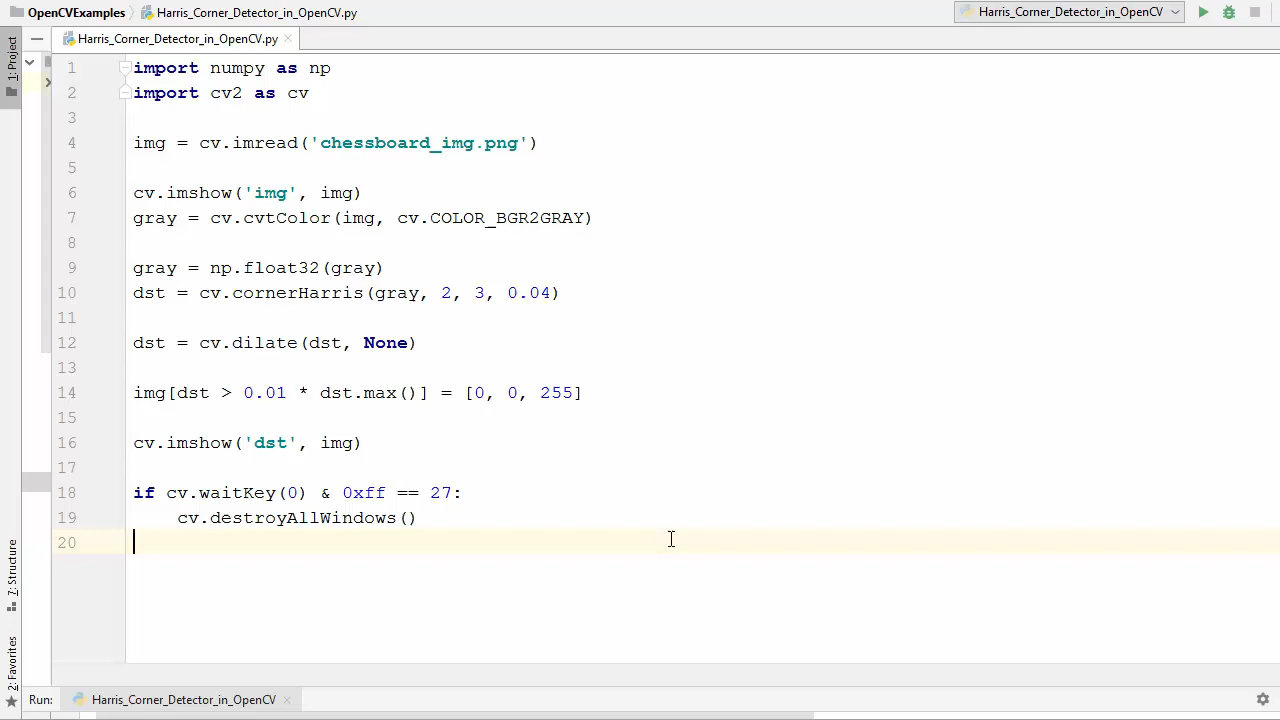 OpenCVExamples
Harris_Corner_Detector_in_OpenCV.py
Harris_Corner_Detector_in_OpenCV
Harris_Corner_Detector_in_OpenCV.py
1: Project
1 import numpy as np
2 import cv2 as cv
3
4 img = cv.imread('chessboard_img.png')
5
6 cv.imshow('img', img)
7 gray = cv.cvtColor(img, cv.COLOR_BGR2GRAY)
8
9 gray = np.float32(gray)
10 dst = cv.cornerHarris(gray, 2, 3, 0.04)
11
12 dst = cv.dilate(dst, None)
13
14 img[dst > 0.01 * dst.max()] = [0, 0, 255]
15
16 cv.imshow('dst', img)
17
18 if cv.waitKey(0) & 0xff == 27:
19     cv.destroyAllWindows()
20
7: Structure
2: Favorites
Run: Harris_Corner_Detector_in_OpenCV